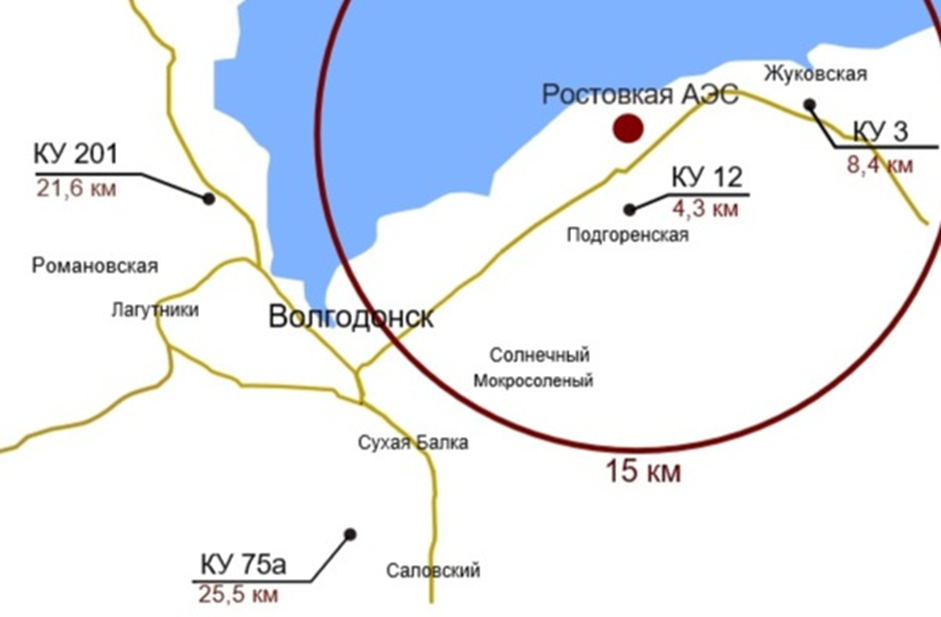 Жуковская
Ростовкая АЭС
КУ 3
8,4 км
КУ 201
21,6 км
КУ 12
4,3 км
Подгоренская
Романовская
Лагутники
Волгодонск
Солнечный
Мокросоленый
Сухая Балка
15 км
КУ 75а
25,5 км
Саловский